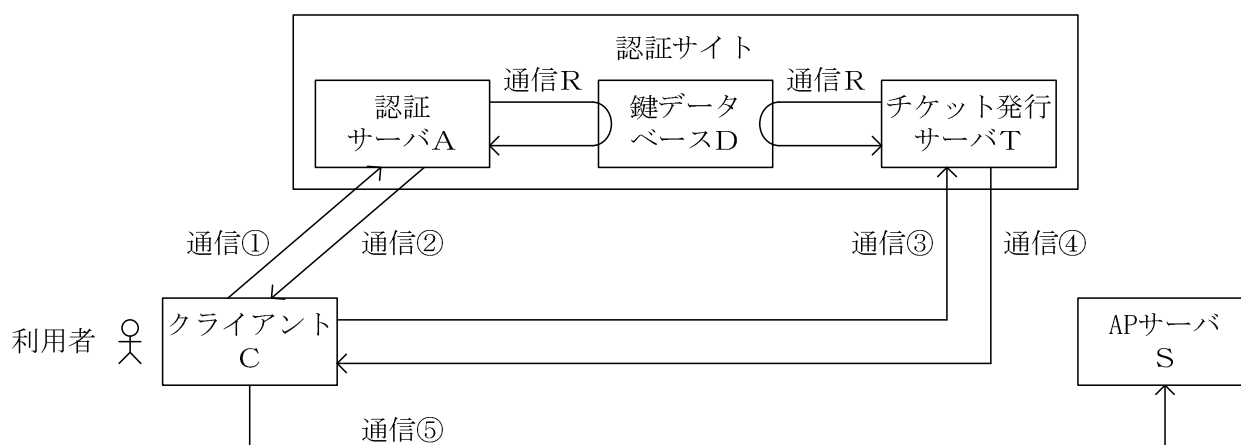 認証サイト
認証
サーバA
通信R
鍵データ
ベースD
通信R
チケット発行
サーバT
通信①
通信②
通信③
通信④
利用者
クライアント
C
APサーバ
S
通信⑤